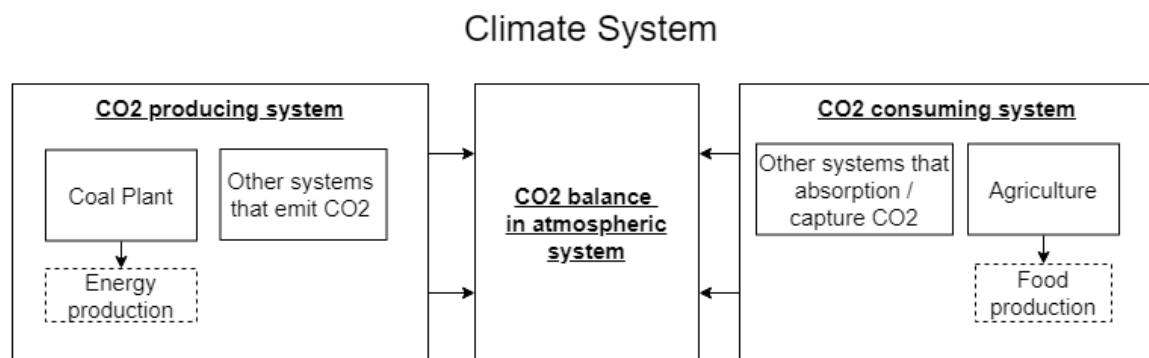 Climate System
CO2 producing system
Coal Plant
Other systems
that emit CO2
Energy
production
CO2 balance
in atmospheric
system
CO2 consuming system
Other systems that
absorption /
capture CO2
Agriculture
Food
production